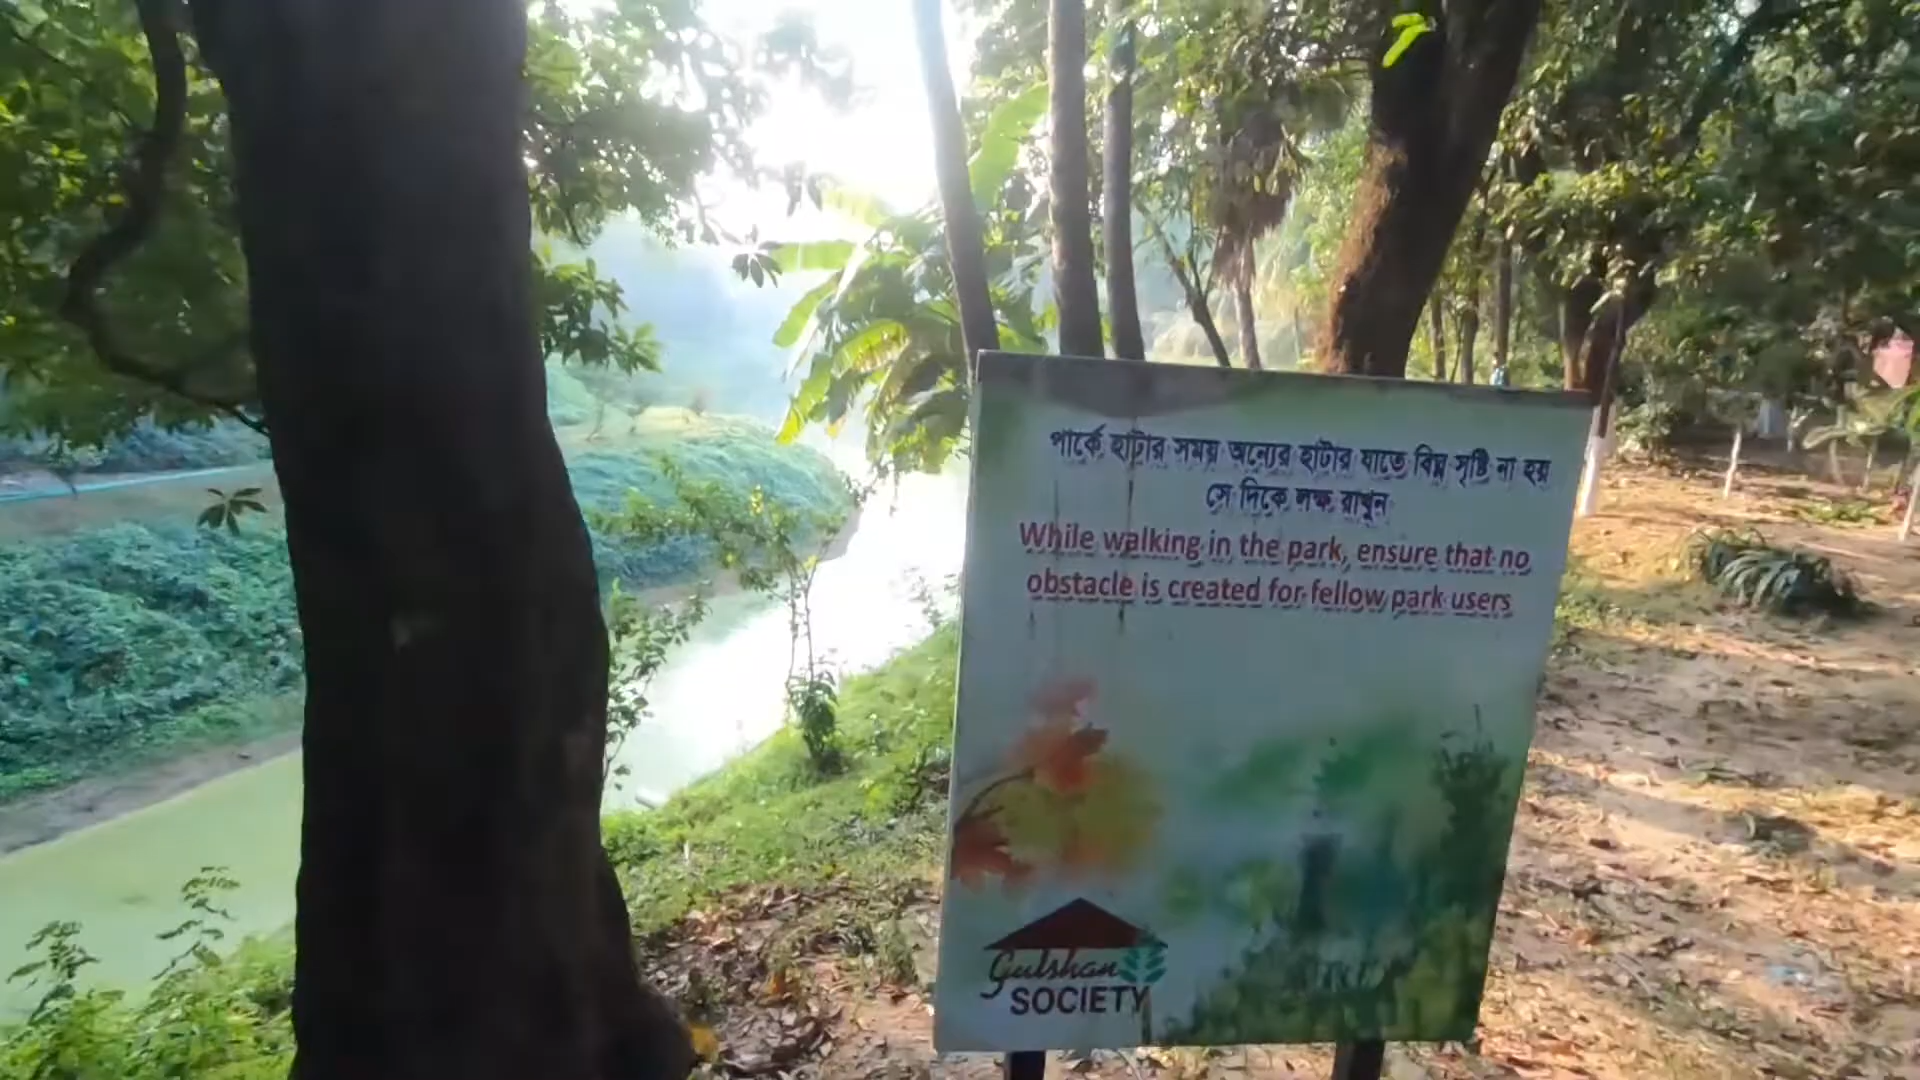 পার্কে হাটার সময় অন্যের হাটার যাতে বিঘ্ন সৃষ্টি না হয়
সে দিকে লক্ষ রাখুন
While walking in the park, ensure that no
obstacle is created for fellow park users
Gulshan
SOCIETY